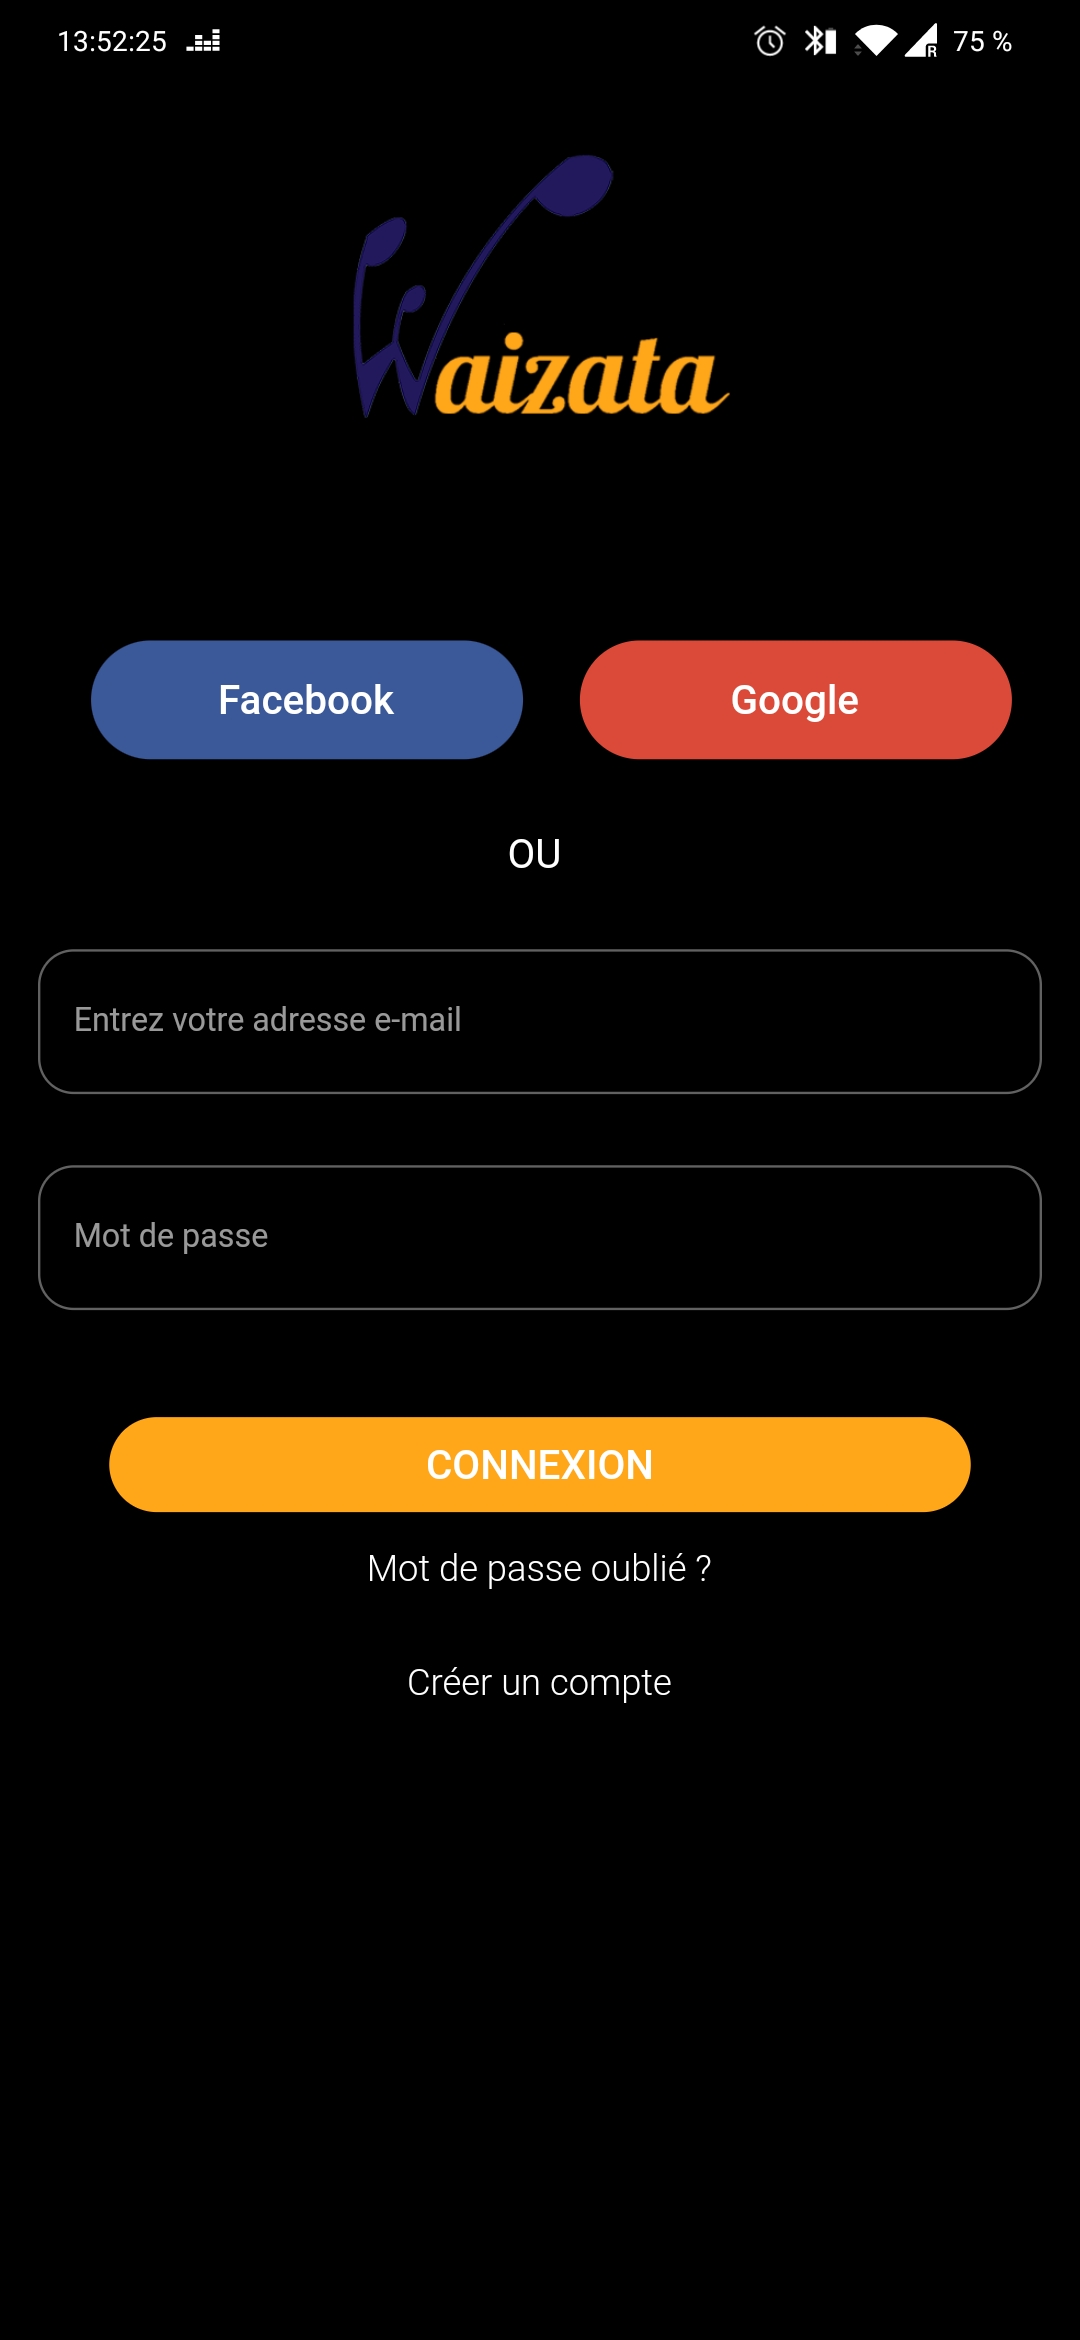 13:52:25 75 %
Waizata
Facebook Google
OU
Entrez votre adresse e-mail
Mot de passe
CONNEXION
Mot de passe oublié ?
Créer un compte